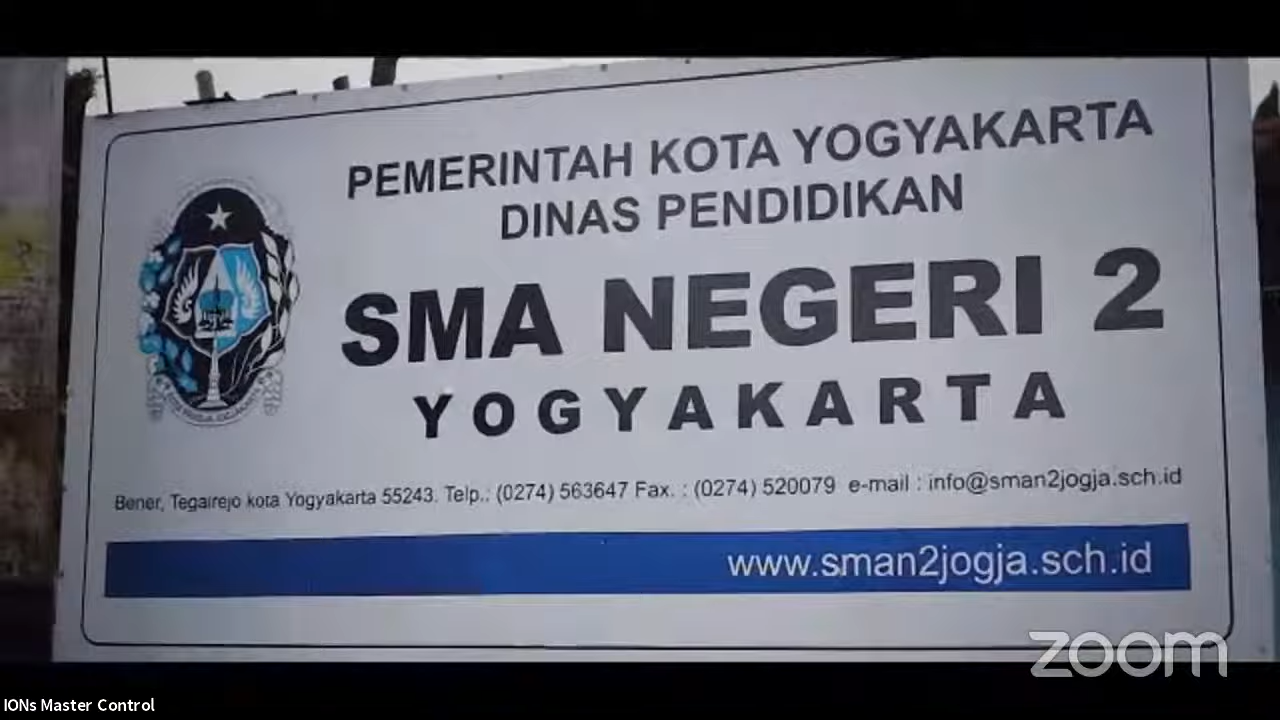 PEMERINTAH KOTA YOGYAKARTA
DINAS PENDIDIKAN
SMA NEGERI 2
YOGYAKARTA
Bener, Tegalrejo kota Yogyakarta 55243. Telp.: (0274) 563647 Fax. : (0274) 520079 e-mail : info@sman2jogja.sch.id
www.sman2jogja.sch.id
zoom
IONs Master Control